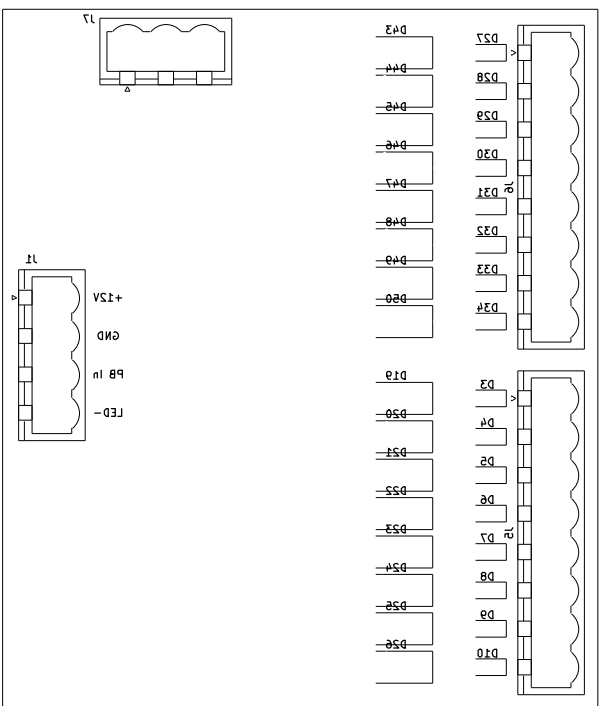 J7
D43
D44
D45
D46
D47
D48
D49
D50
D27
D28
D29
D30
D31
D32
D33
D34
J6
J1
+12V
GND
PB In
LED-
D19
D20
D21
D22
D23
D24
D25
D26
D3
D4
D5
D6
D7
D8
D9
D10
J5